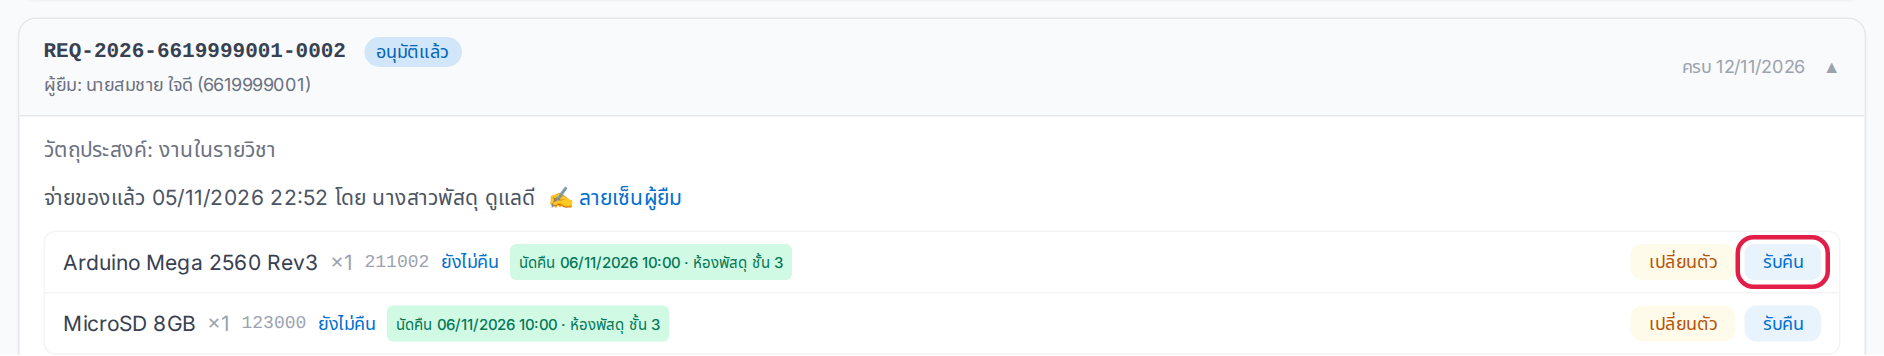 REQ-2026-6619999001-0002 อนุมัติแล้ว
ผู้ยืม: นายสมชาย ใจดี (6619999001)
ครบ 12/11/2026 ▲
วัตถุประสงค์: งานในรายวิชา
จ่ายของแล้ว 05/11/2026 22:52 โดย นางสาวพัสดุ ดูแลดี ✍️ ลายเซ็นผู้ยืม
Arduino Mega 2560 Rev3 ×1 211002 ยังไม่คืน นัดคืน 06/11/2026 10:00 · ห้องพัสดุ ชั้น 3 เปลี่ยนตัว รับคืน
MicroSD 8GB ×1 123000 ยังไม่คืน นัดคืน 06/11/2026 10:00 · ห้องพัสดุ ชั้น 3 เปลี่ยนตัว รับคืน